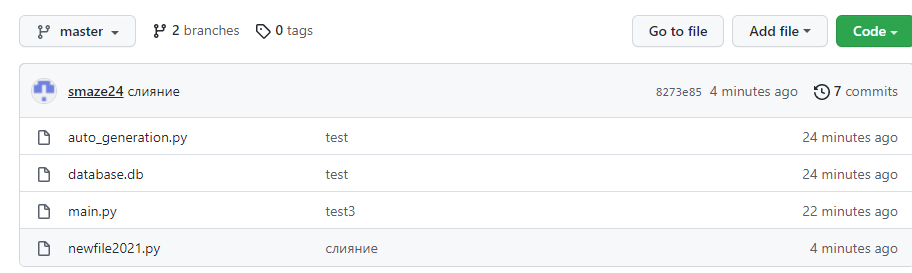 master 2 branches 0 tags Go to file Add file Code
smaze24 слияние 8273e85 4 minutes ago 7 commits
auto_generation.py test 24 minutes ago
database.db test 24 minutes ago
main.py test3 22 minutes ago
newfile2021.py слияние 4 minutes ago